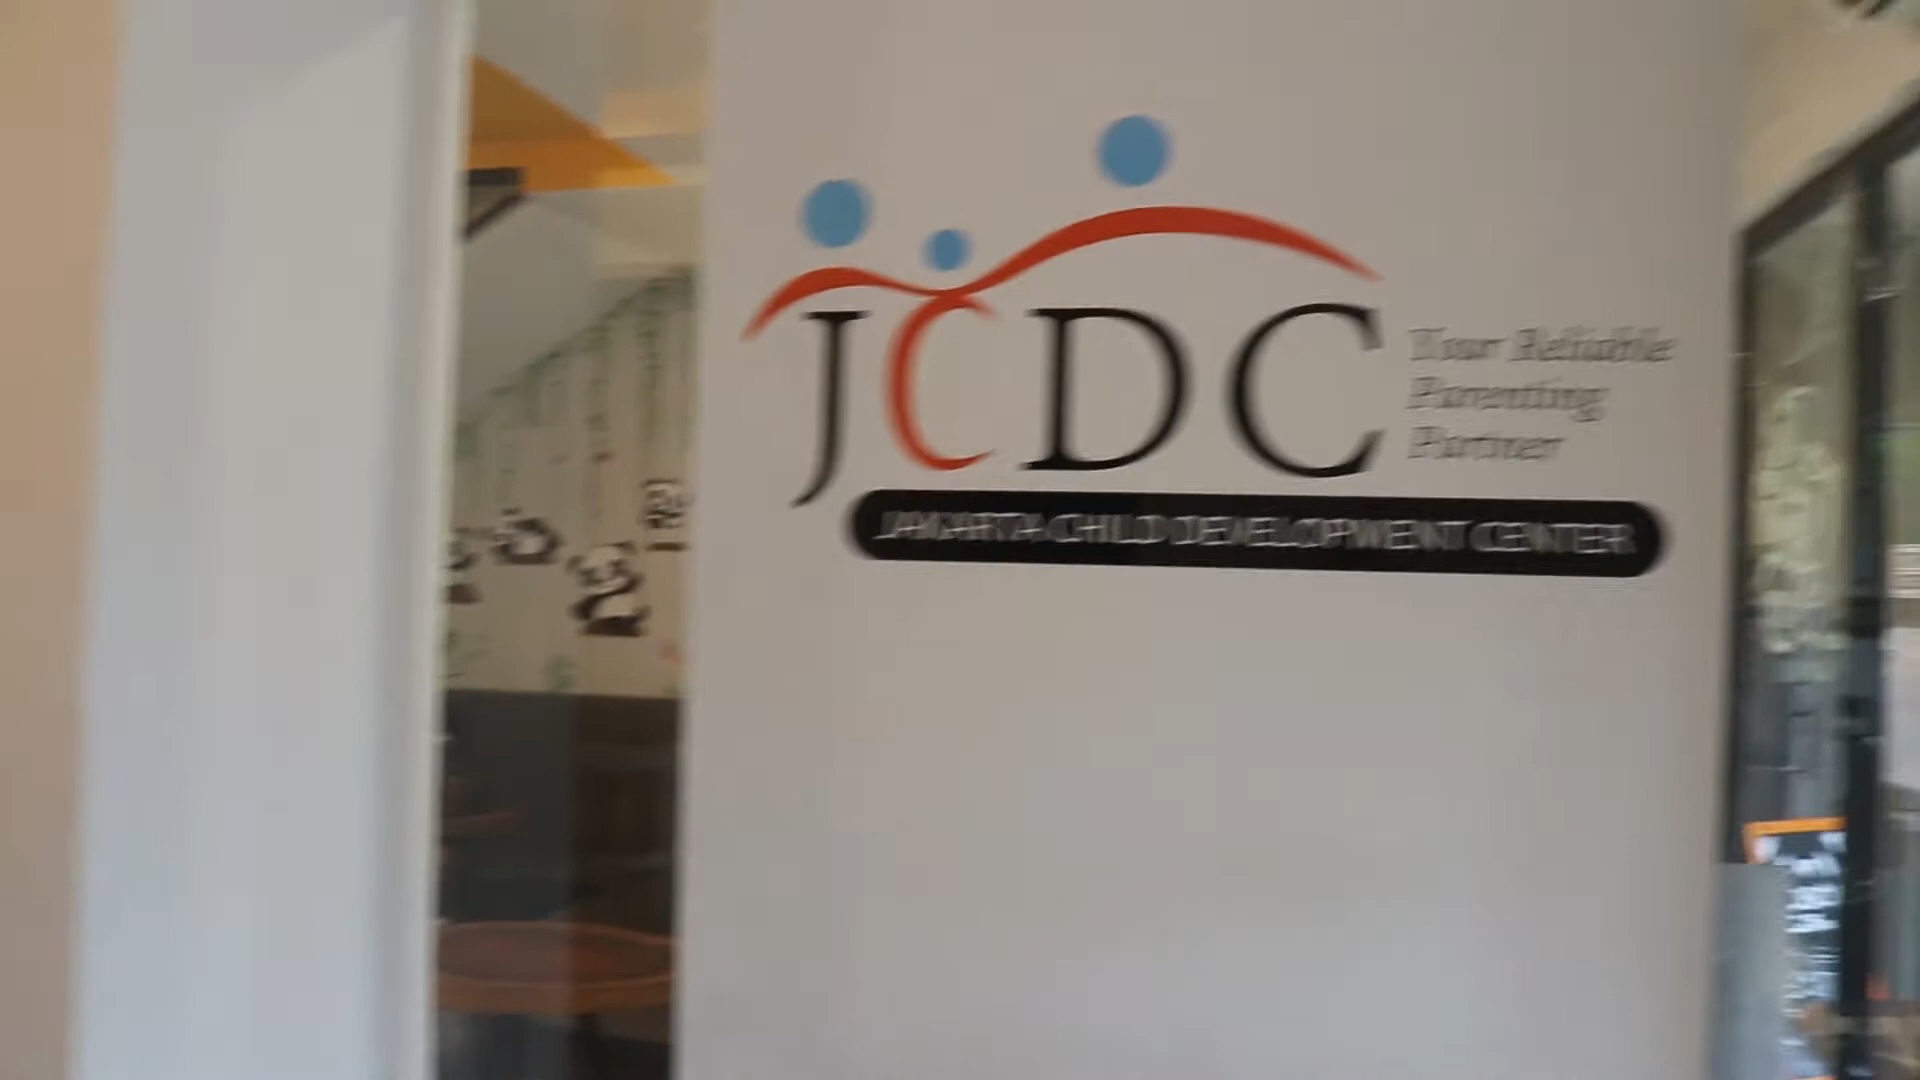 JCDC
Your Reliable
Parenting
Partner
JAKARTA CHILD DEVELOPMENT CENTER